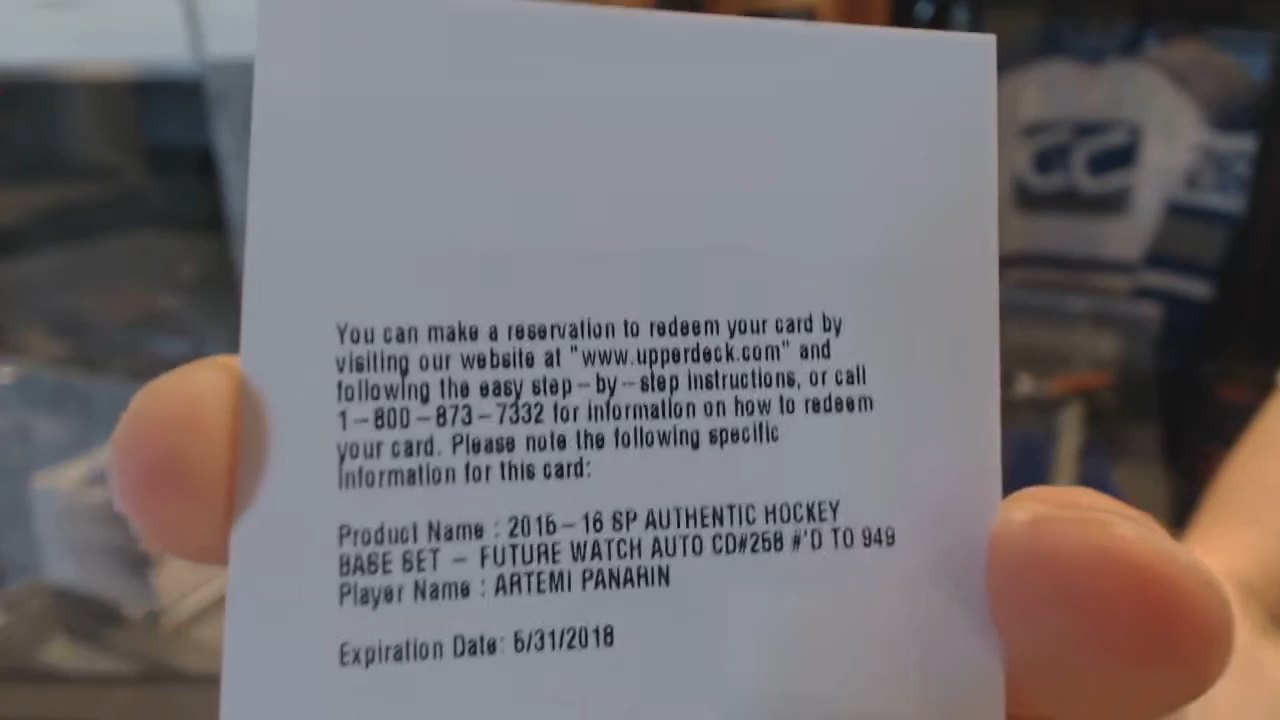 You can make a reservation to redeem your card by
visiting our website at "www.upperdeck.com" and
following the easy step-by-step instructions, or call
1-800-873-7332 for information on how to redeem
your card. Please note the following specific
information for this card:
Product Name : 2015-16 SP AUTHENTIC HOCKEY
BASE SET - FUTURE WATCH AUTO CD#268 #'D TO 949
Player Name : ARTEMI PANARIN
Expiration Date: 5/31/2018
CC